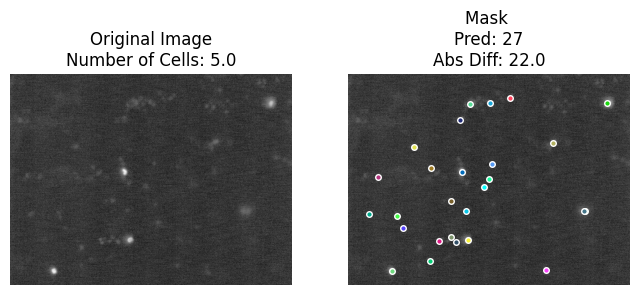 Original Image
Number of Cells: 5.0
Mask
Pred: 27
Abs Diff: 22.0